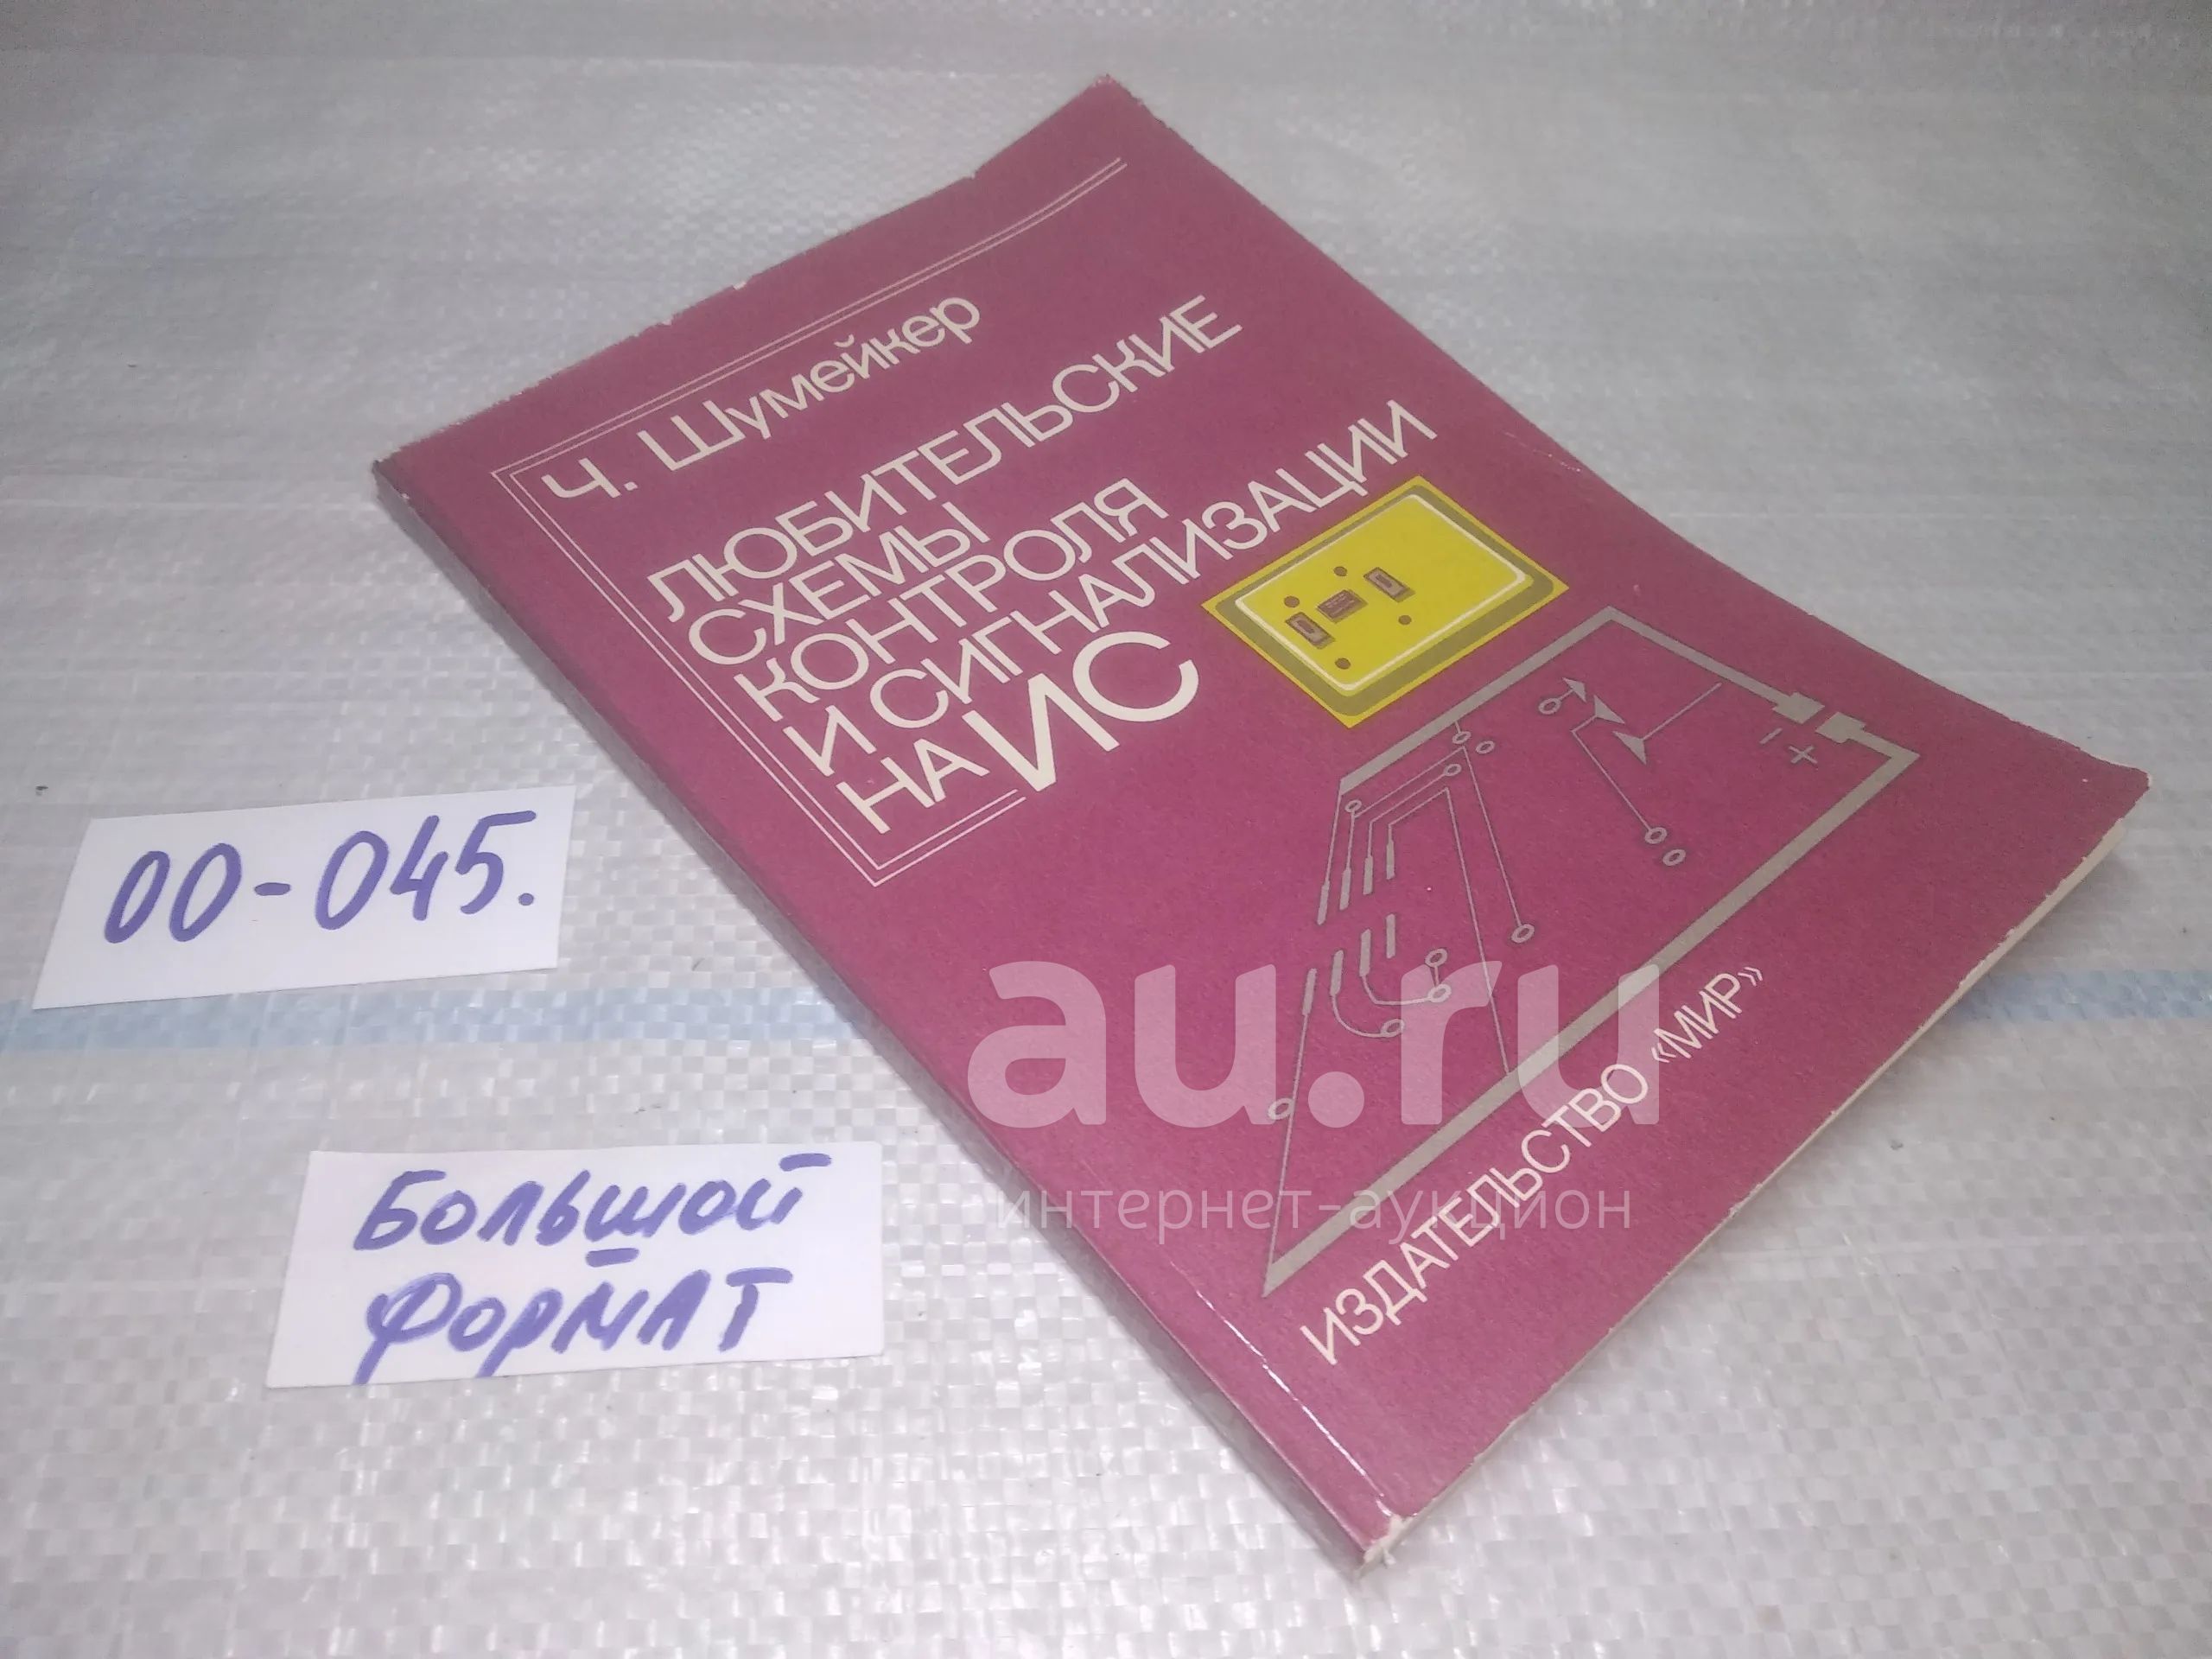 Ч. Шумейкер
ЛЮБИТЕЛЬСКИЕ
СХЕМЫ
КОНТРОЛЯ
И СИГНАЛИЗАЦИИ
НА ИС
- +
ИЗДАТЕЛЬСТВО «МИР»
00-045.
БОЛЬШОЙ
ФОРМАТ
au.ru
интернет-аукцион